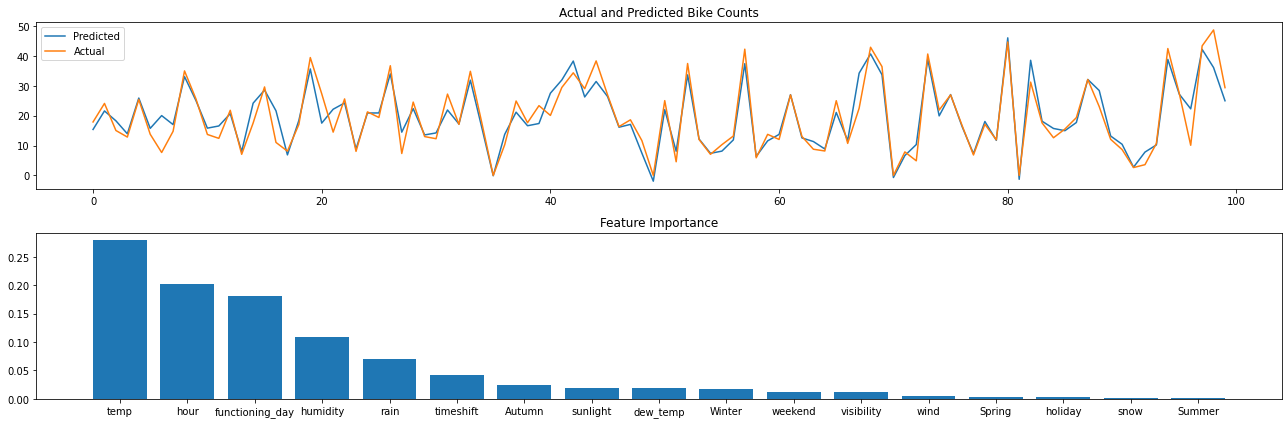 Actual and Predicted Bike Counts
50
40
30
20
10
0
Predicted
Actual
0 20 40 60 80 100
Feature Importance
0.25
0.20
0.15
0.10
0.05
0.00
temp hour functioning_day humidity rain timeshift Autumn sunlight dew_temp Winter weekend visibility wind Spring holiday snow Summer